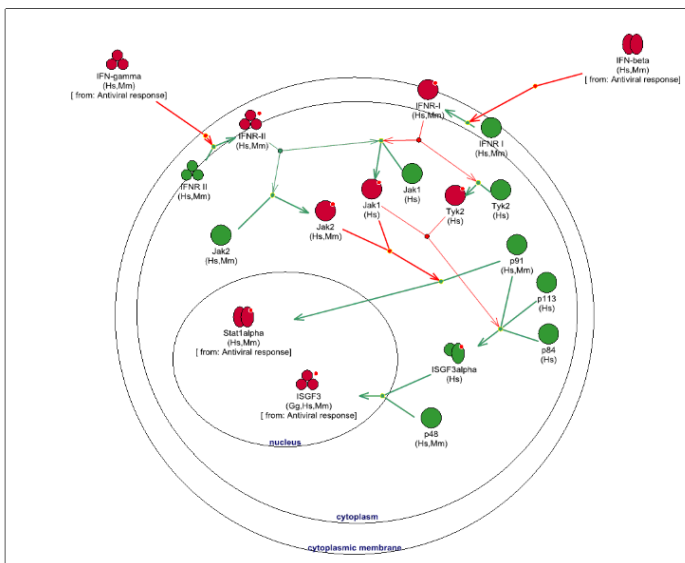 IFN-gamma
(Hs,Mm)
[ from: Antiviral response]
IFN-beta
(Hs,Mm)
[ from: Antiviral response]
IFNR-I
(Hs,Mm)
IFNR-II
(Hs,Mm)
IFNR I
(Hs,Mm)
IFNR II
(Hs,Mm)
Jak1
(Hs)
Jak1
(Hs)
Tyk2
(Hs)
Tyk2
(Hs)
Jak2
(Hs,Mm)
Jak2
(Hs,Mm)
p91
(Hs,Mm)
p113
(Hs)
p84
(Hs)
Stat1alpha
(Hs,Mm)
[ from: Antiviral response]
ISGF3alpha
(Hs)
ISGF3
(Gg,Hs,Mm)
[ from: Antiviral response]
p48
(Hs,Mm)
nucleus
cytoplasm
cytoplasmic membrane